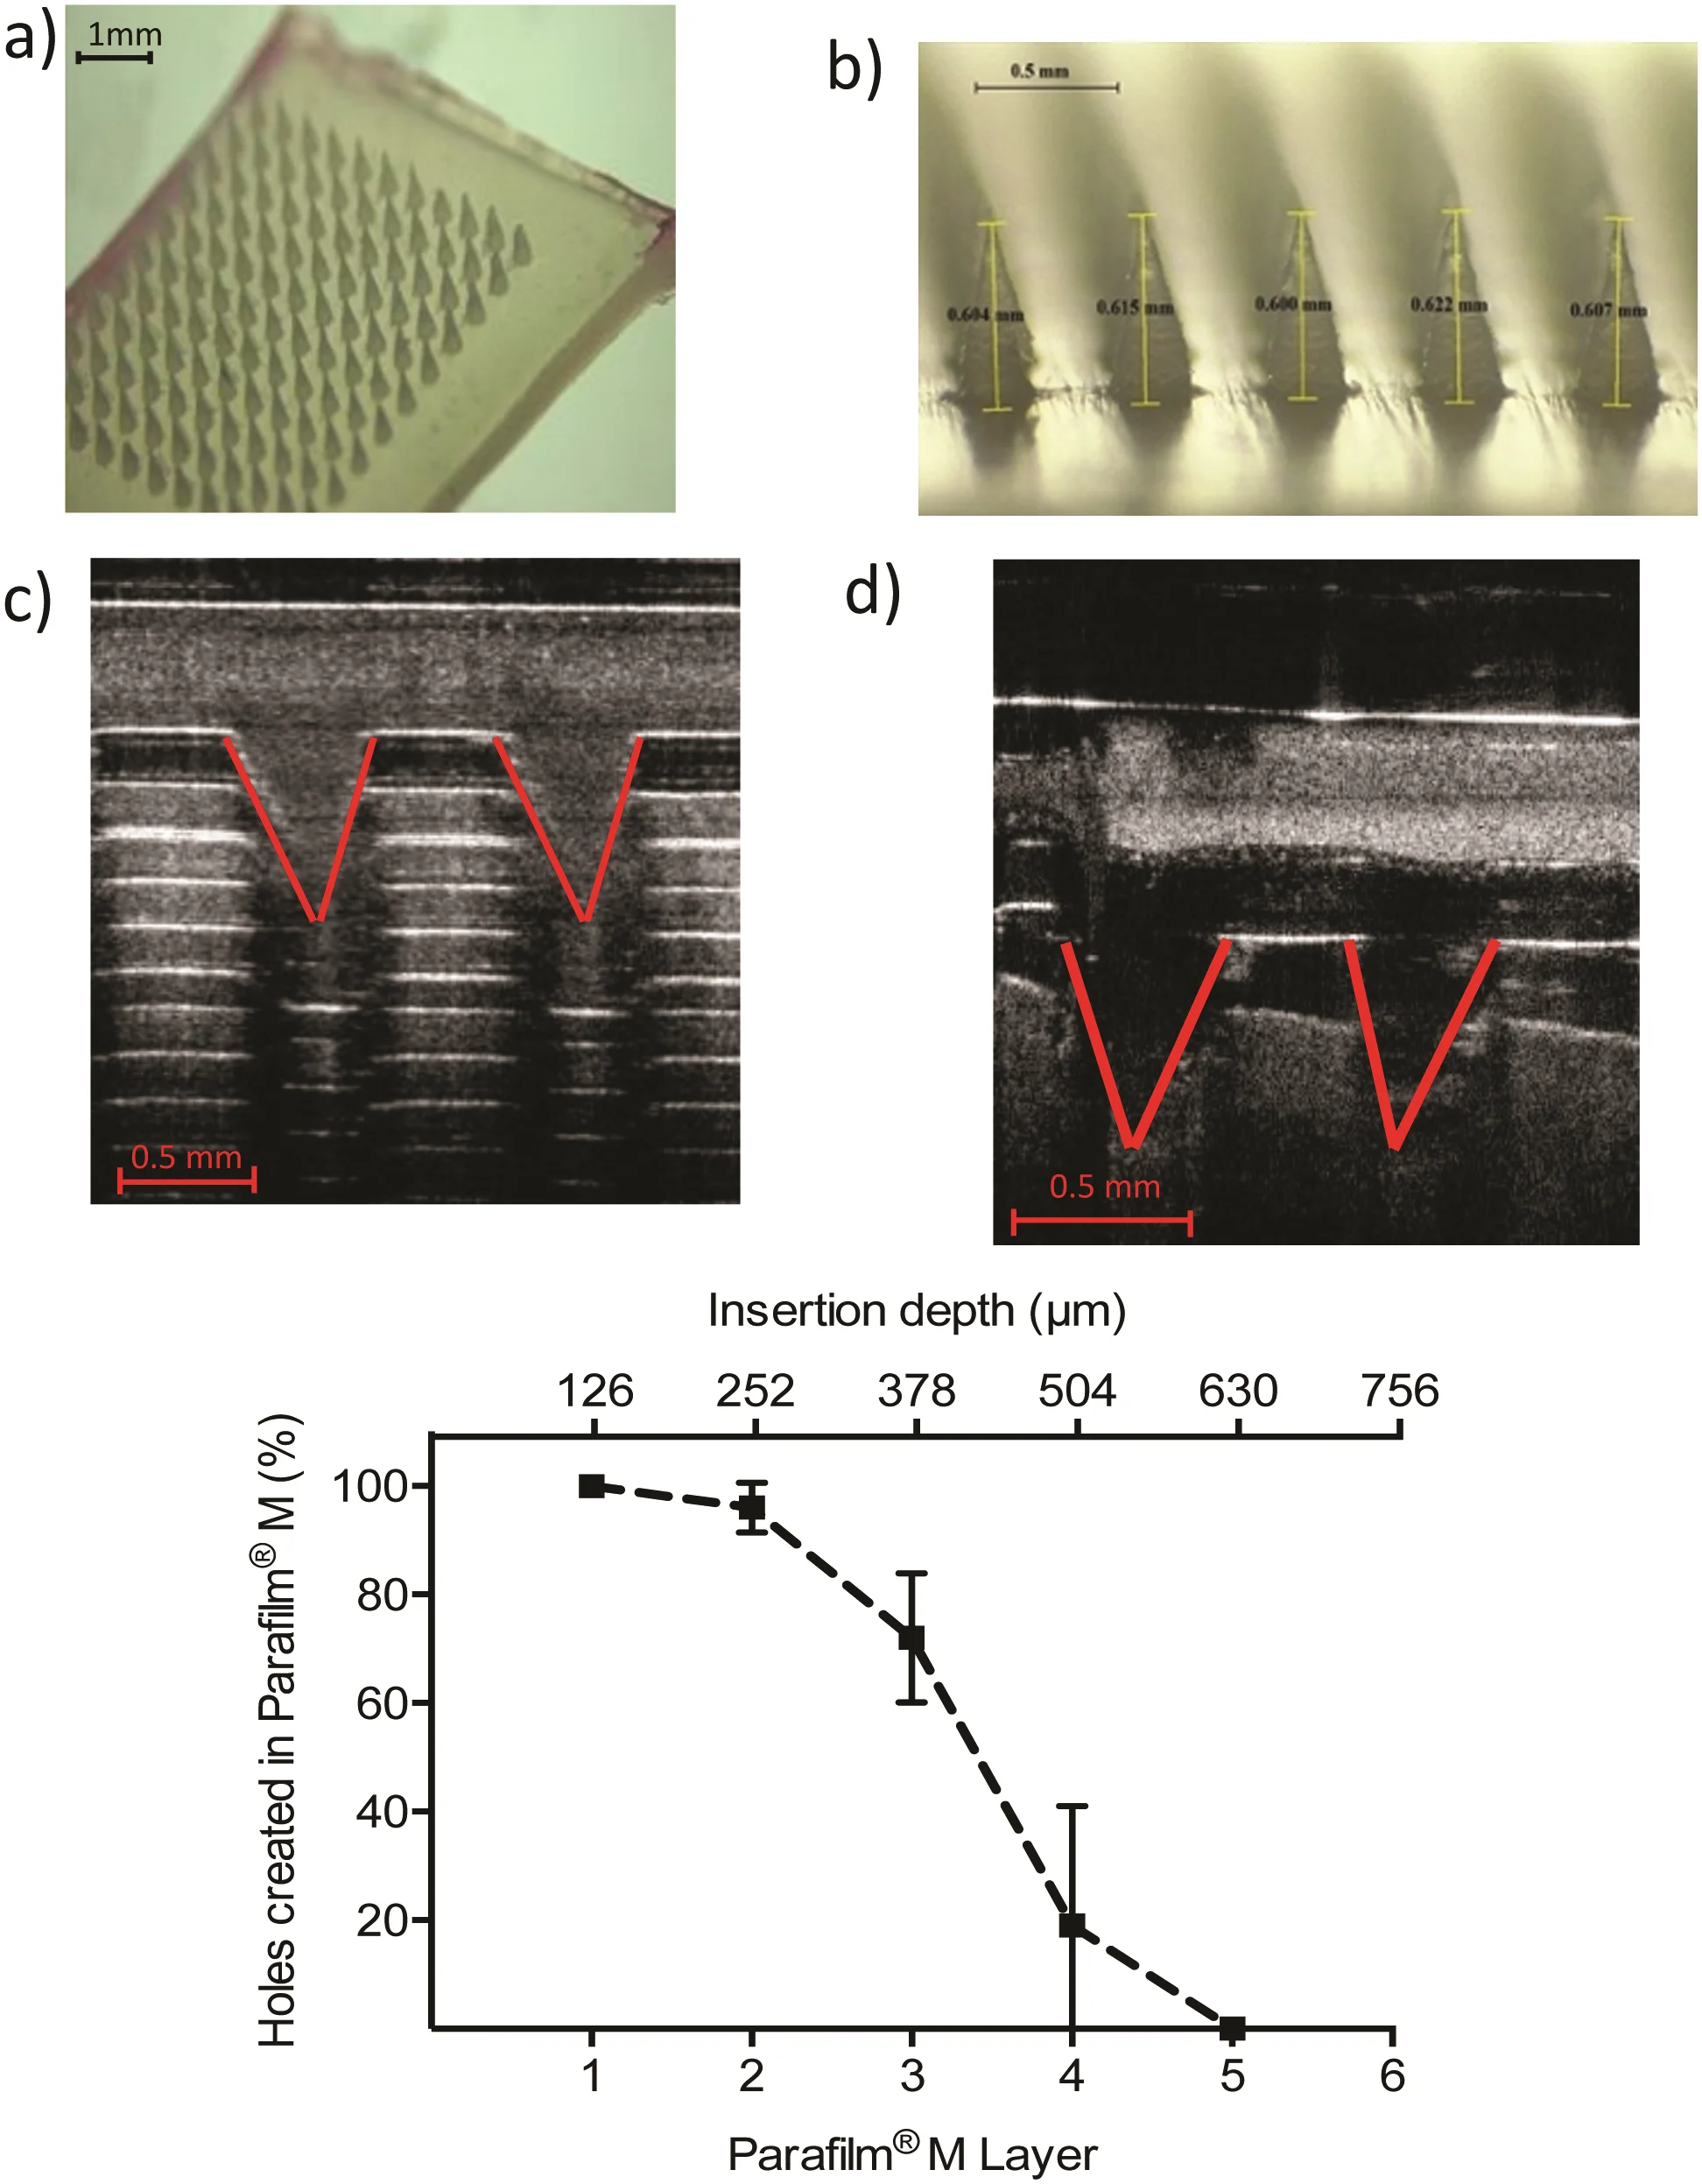 a)
1mm
b)
0.5 mm
0.604 mm
0.615 mm
0.600 mm
0.622 mm
0.607 mm
c)
0.5 mm
d)
0.5 mm
Insertion depth (µm)
126 252 378 504 630 756
Holes created in Parafilm® M (%)
100
80
60
40
20
1 2 3 4 5 6
Parafilm® M Layer